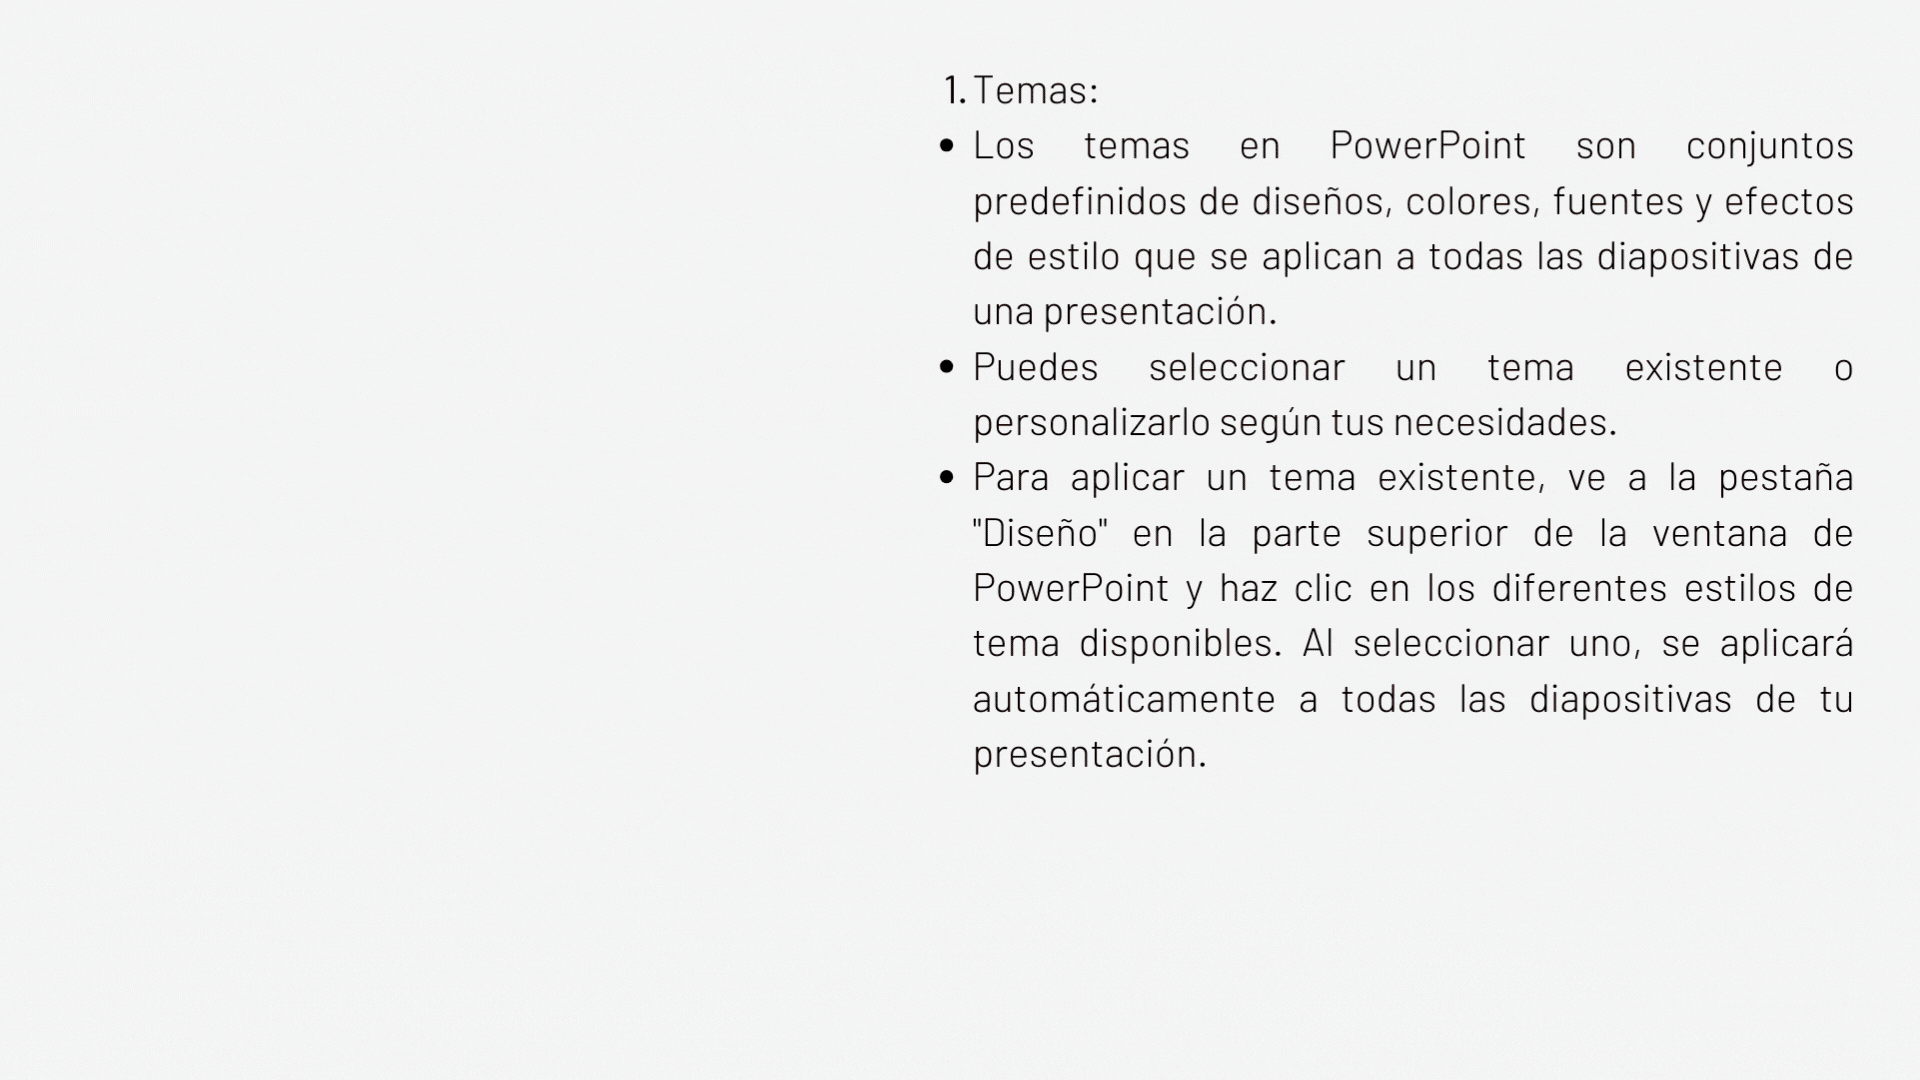 1. Temas:
• Los temas en PowerPoint son conjuntos
predefinidos de diseños, colores, fuentes y efectos
de estilo que se aplican a todas las diapositivas de
una presentación.
• Puedes seleccionar un tema existente o
personalizarlo según tus necesidades.
• Para aplicar un tema existente, ve a la pestaña
"Diseño" en la parte superior de la ventana de
PowerPoint y haz clic en los diferentes estilos de
tema disponibles. Al seleccionar uno, se aplicará
automáticamente a todas las diapositivas de tu
presentación.